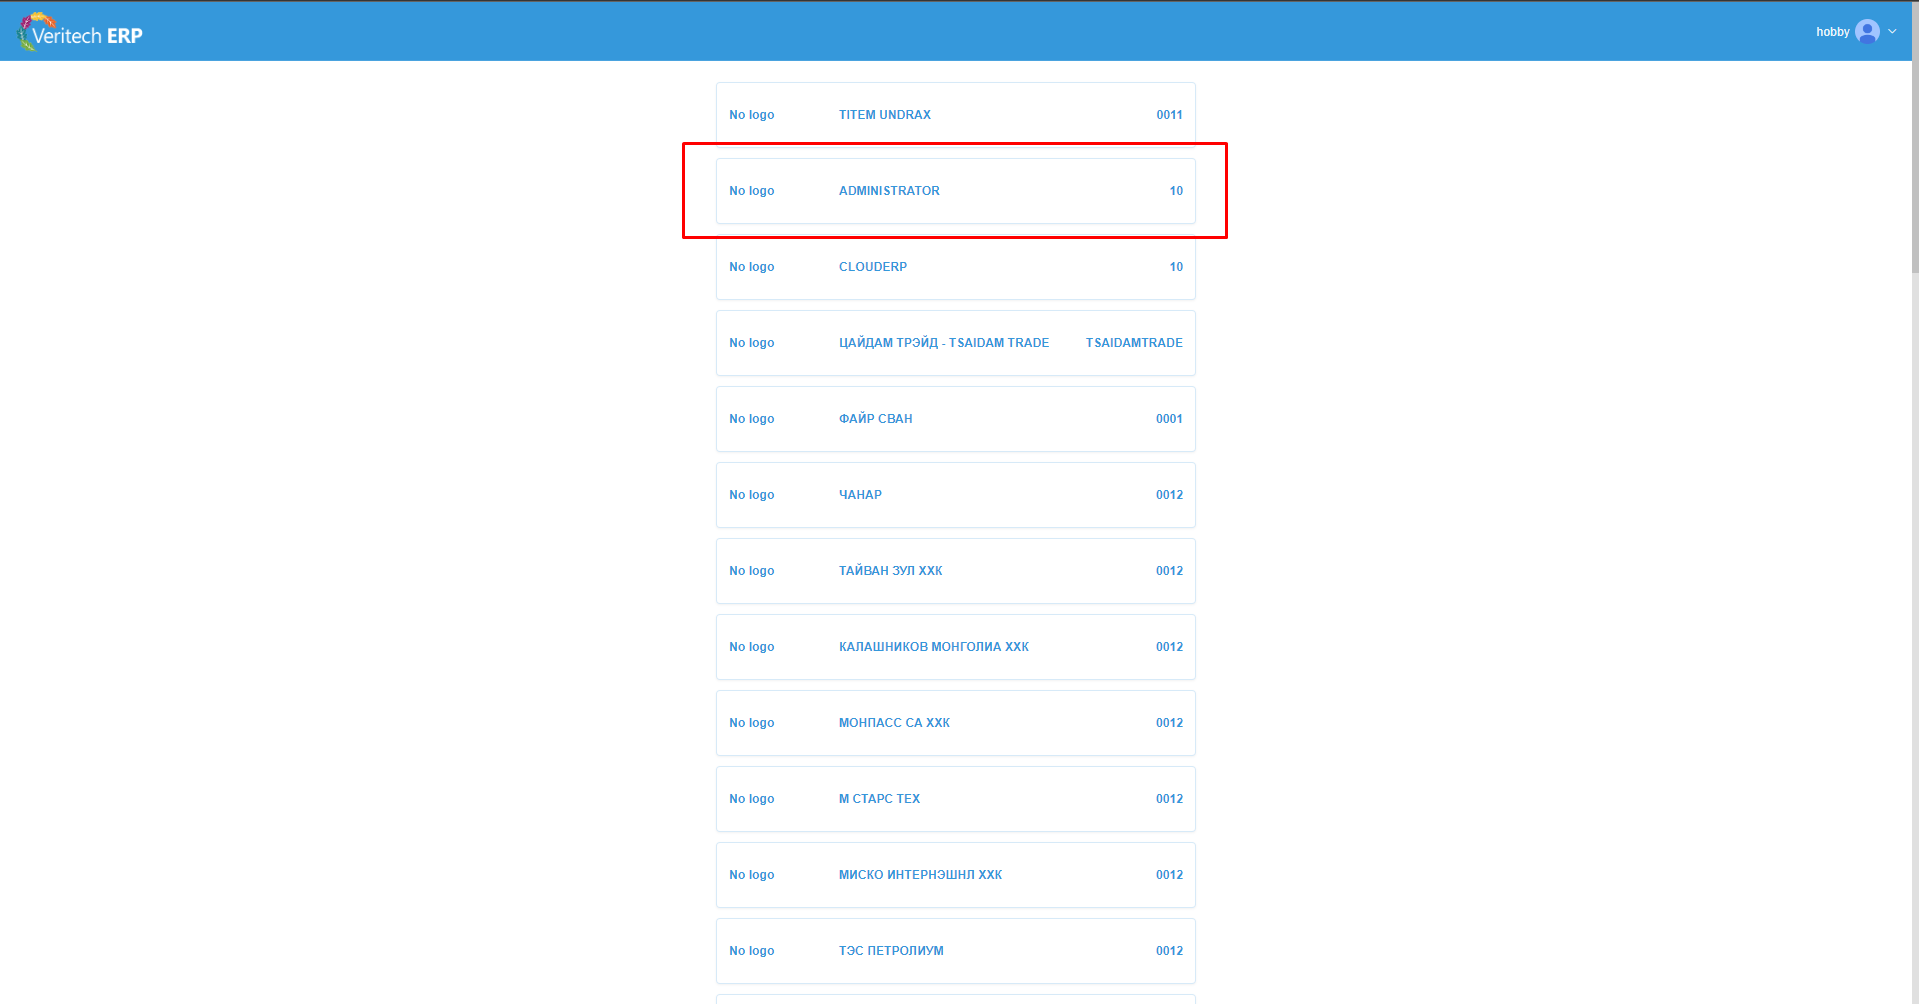 Veritech ERP
hobby
No logo TITEM UNDRAX 0011
No logo ADMINISTRATOR 10
No logo CLOUDERP 10
No logo ЦАЙДАМ ТРЭЙД - TSAIDAM TRADE TSAIDAMTRADE
No logo ФАЙР СВАН 0001
No logo ЧАНАР 0012
No logo ТАЙВАН ЗУЛ ХХК 0012
No logo КАЛАШНИКОВ МОНГОЛИА ХХК 0012
No logo МОНПАСС СА ХХК 0012
No logo М СТАРС ТЕХ 0012
No logo МИСКО ИНТЕРНЭШНЛ ХХК 0012
No logo ТЭС ПЕТРОЛИУМ 0012